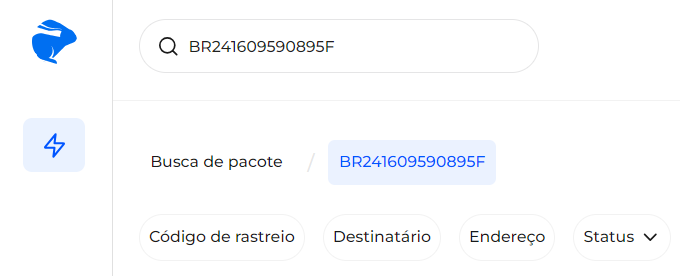 BR241609590895F
Busca de pacote / BR241609590895F
Código de rastreio Destinatário Endereço Status